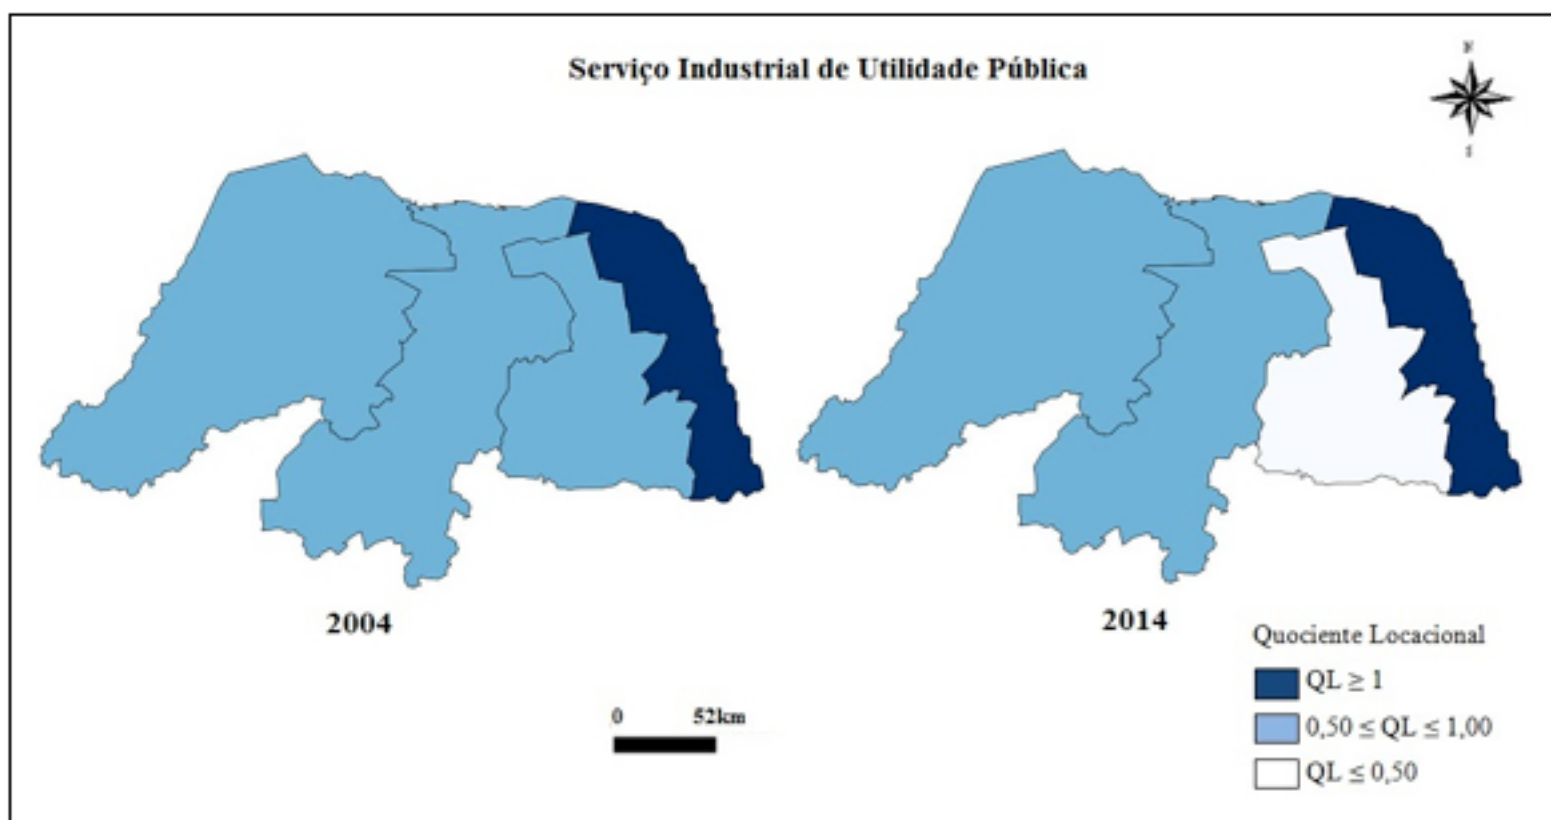 Serviço Industrial de Utilidade Pública
N
S
2004
2014
Quociente Locacional
QL ≥ 1
0,50 ≤ QL ≤ 1,00
QL ≤ 0,50
0 52km